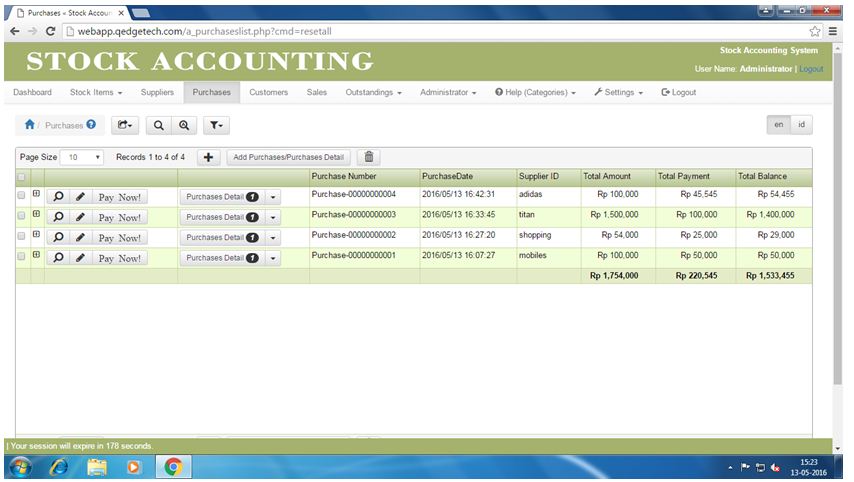 Purchases « Stock Accoun
webapp.qedgetech.com/a_purchaseslist.php?cmd=resetall
Stock Accounting System
STOCK ACCOUNTING
User Name: Administrator | Logout
Dashboard Stock Items Suppliers Purchases Customers Sales Outstandings Administrator Help (Categories) Settings Logout
/ Purchases en id
Page Size 10 Records 1 to 4 of 4 Add Purchases/Purchases Detail
Purchase Number PurchaseDate Supplier ID Total Amount Total Payment Total Balance
Pay Now! Purchases Detail 1 Purchase-00000000004 2016/05/13 16:42:31 adidas Rp 100,000 Rp 45,545 Rp 54,455
Pay Now! Purchases Detail 1 Purchase-00000000003 2016/05/13 16:33:45 titan Rp 1,500,000 Rp 100,000 Rp 1,400,000
Pay Now! Purchases Detail 1 Purchase-00000000002 2016/05/13 16:27:20 shopping Rp 54,000 Rp 25,000 Rp 29,000
Pay Now! Purchases Detail 1 Purchase-00000000001 2016/05/13 16:07:27 mobiles Rp 100,000 Rp 50,000 Rp 50,000
Rp 1,754,000 Rp 220,545 Rp 1,533,455
| Your session will expire in 178 seconds.
15:23
13-05-2016